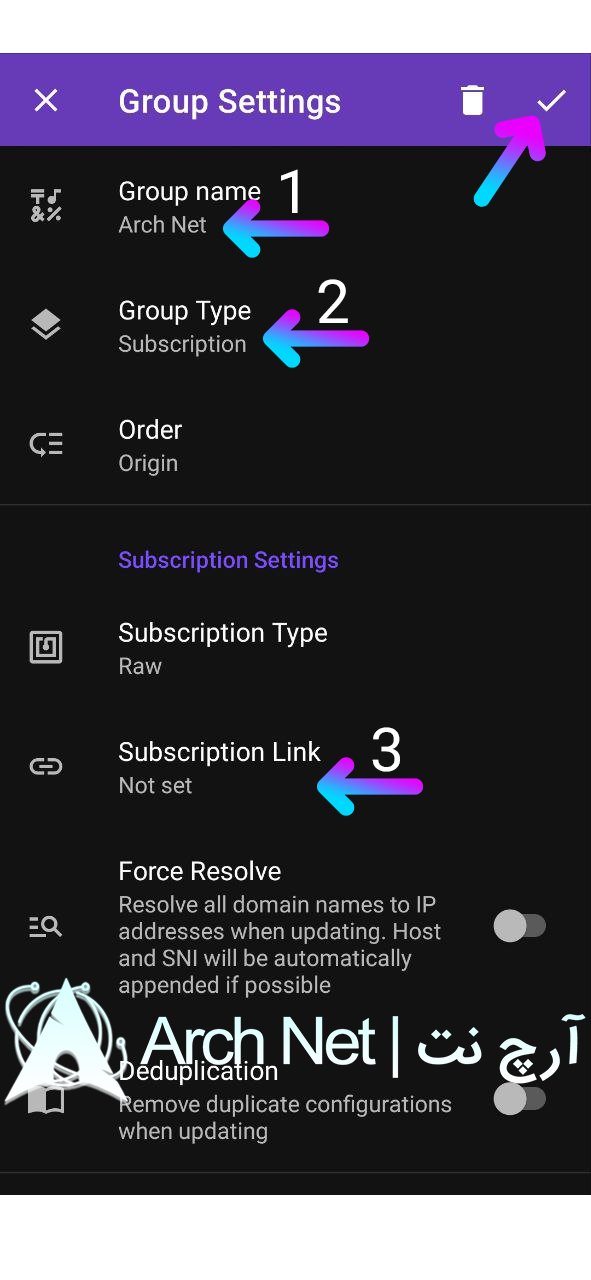 Group Settings
Group name 1
Arch Net
Group Type 2
Subscription
Order
Origin
Subscription Settings
Subscription Type
Raw
Subscription Link 3
Not set
Force Resolve
Resolve all domain names to IP
addresses when updating. Host
and SNI will be automatically
appended if possible
Arch Net | آرچ نت
Deduplication
Remove duplicate configurations
when updating